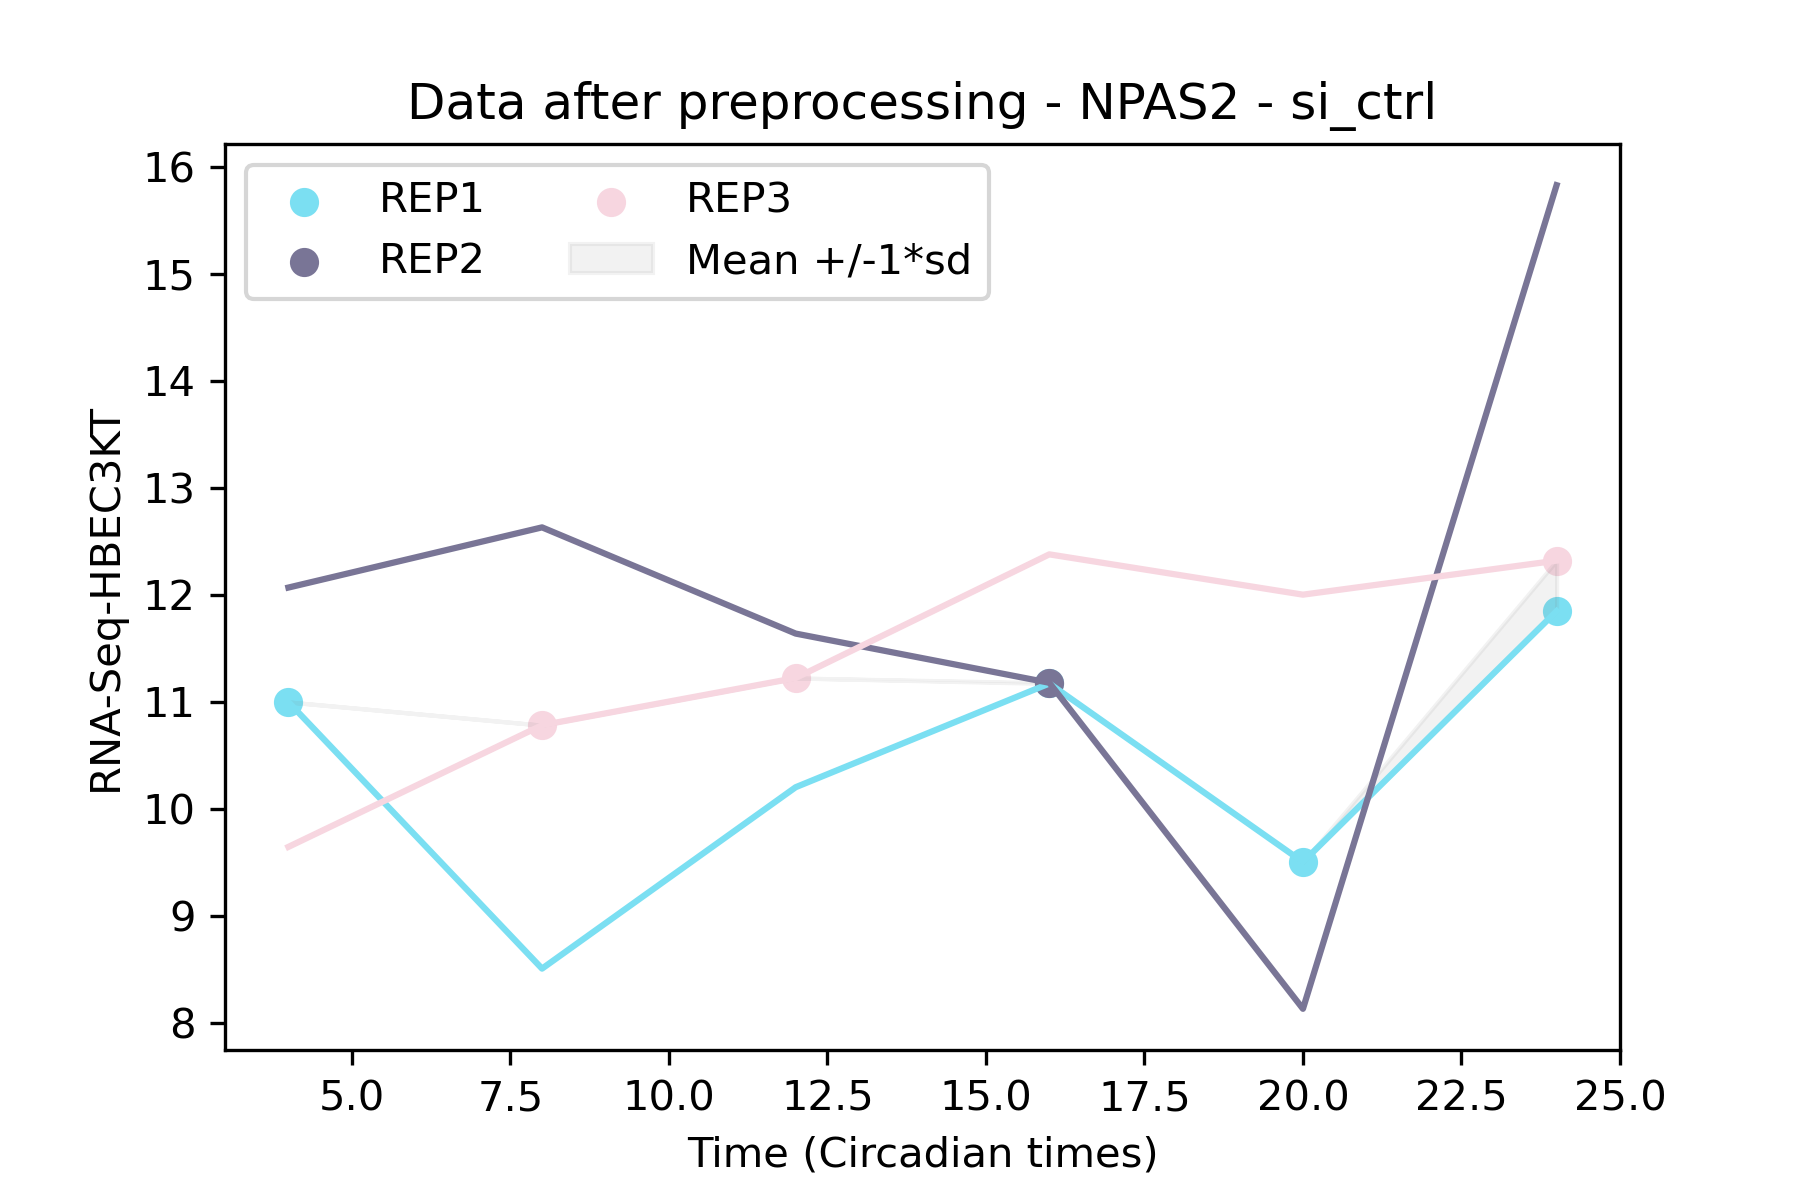 Data after preprocessing - NPAS2 - si_ctrl
REP1
REP2
REP3
Mean +/-1*sd
RNA-Seq-HBEC3KT
16
15
14
13
12
11
10
9
8
5.0 7.5 10.0 12.5 15.0 17.5 20.0 22.5 25.0
Time (Circadian times)